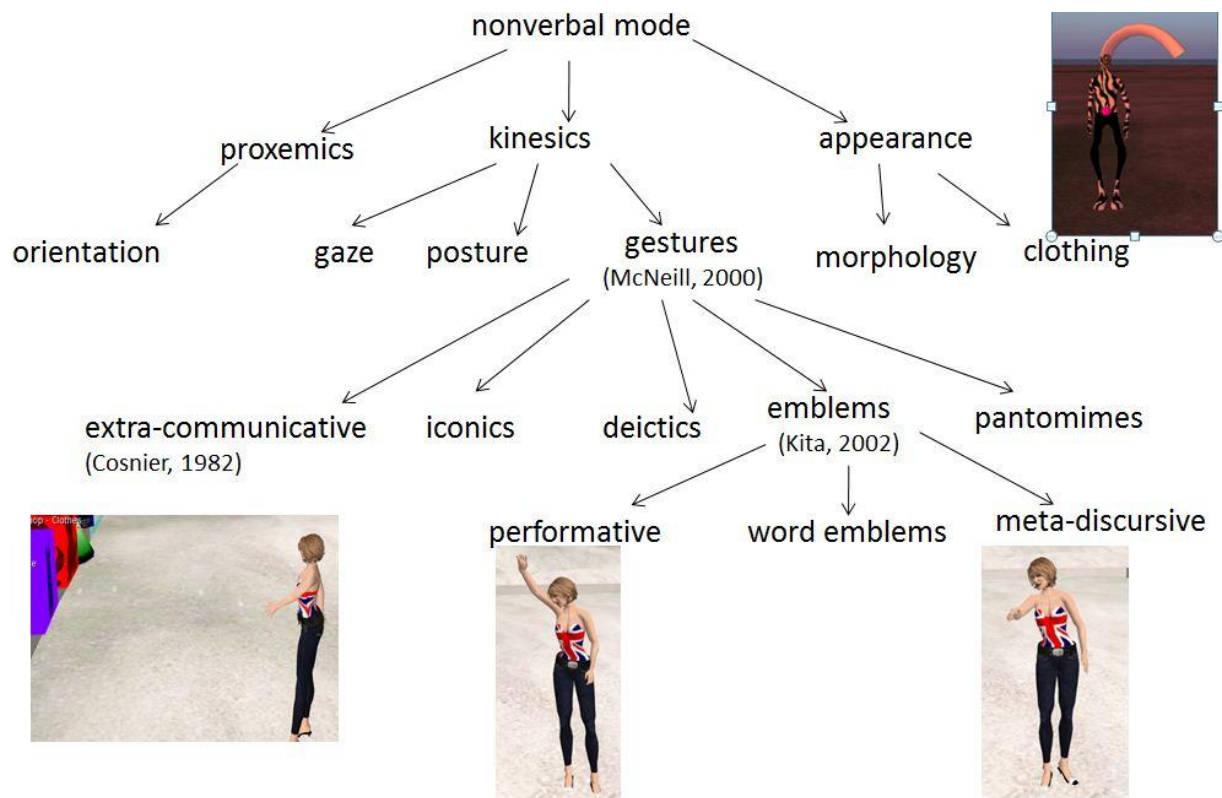 nonverbal mode
proxemics
kinesics
appearance
orientation
gaze
posture
gestures
(McNeill, 2000)
morphology
clothing
extra-communicative
(Cosnier, 1982)
iconics
deictics
emblems
(Kita, 2002)
pantomimes
performative
word emblems
meta-discursive
- Clothes